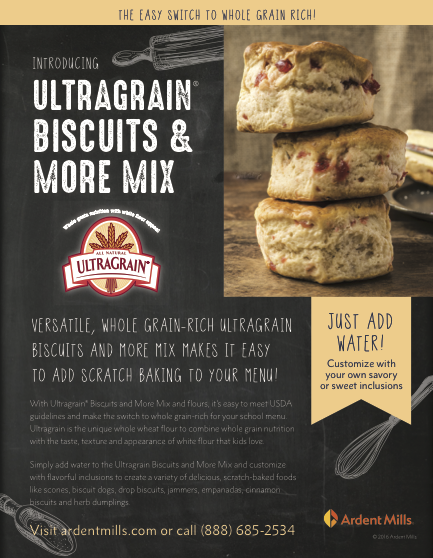 THE EASY SWITCH TO WHOLE GRAIN RICH!
INTRODUCING
ULTRAGRAIN®
BISCUITS &
MORE MIX
Whole grain nutrition with white flour appeal
ALL NATURAL
ULTRAGRAIN
VERSATILE, WHOLE GRAIN-RICH ULTRAGRAIN
BISCUITS AND MORE MIX MAKES IT EASY
TO ADD SCRATCH BAKING TO YOUR MENU!
JUST ADD
WATER!
Customize with
your own savory
or sweet inclusions
With Ultragrain® Biscuits and More Mix and flours, it's easy to meet USDA
guidelines and make the switch to whole grain-rich for your school menu.
Ultragrain is the unique whole wheat flour to combine whole grain nutrition
with the taste, texture and appearance of white flour that kids love.
Simply add water to the Ultragrain Biscuits and More Mix and customize
with flavorful inclusions to create a variety of delicious, scratch-baked foods
like scones, biscuit dogs, drop biscuits, jammers, empanadas, cinnamon
biscuits and herb dumplings.
Visit ardentmills.com or call (888) 685-2534
Ardent Mills
© 2016 Ardent Mills